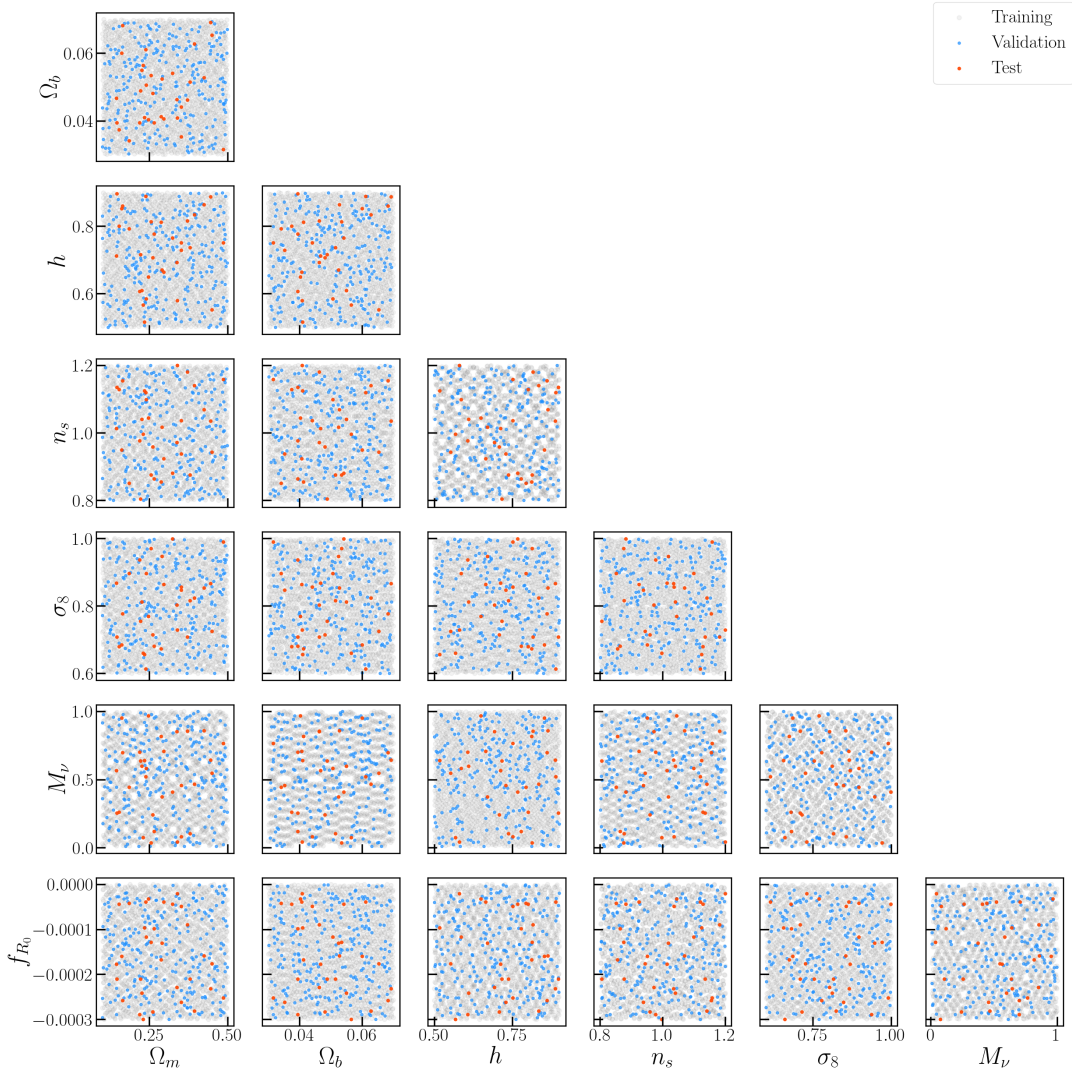 Training
Validation
Test
0.06
0.04
Ω_b
0.8
0.6
h
1.2
1.0
0.8
n_s
1.0
0.8
0.6
σ_8
1.0
0.5
0.0
M_ν
0.0000
−0.0001
−0.0002
−0.0003
f_{R_0}
0.25 0.50 0.04 0.06 0.50 0.75 0.8 1.0 1.2 0.75 1.00 0 1
Ω_m Ω_b h n_s σ_8 M_ν